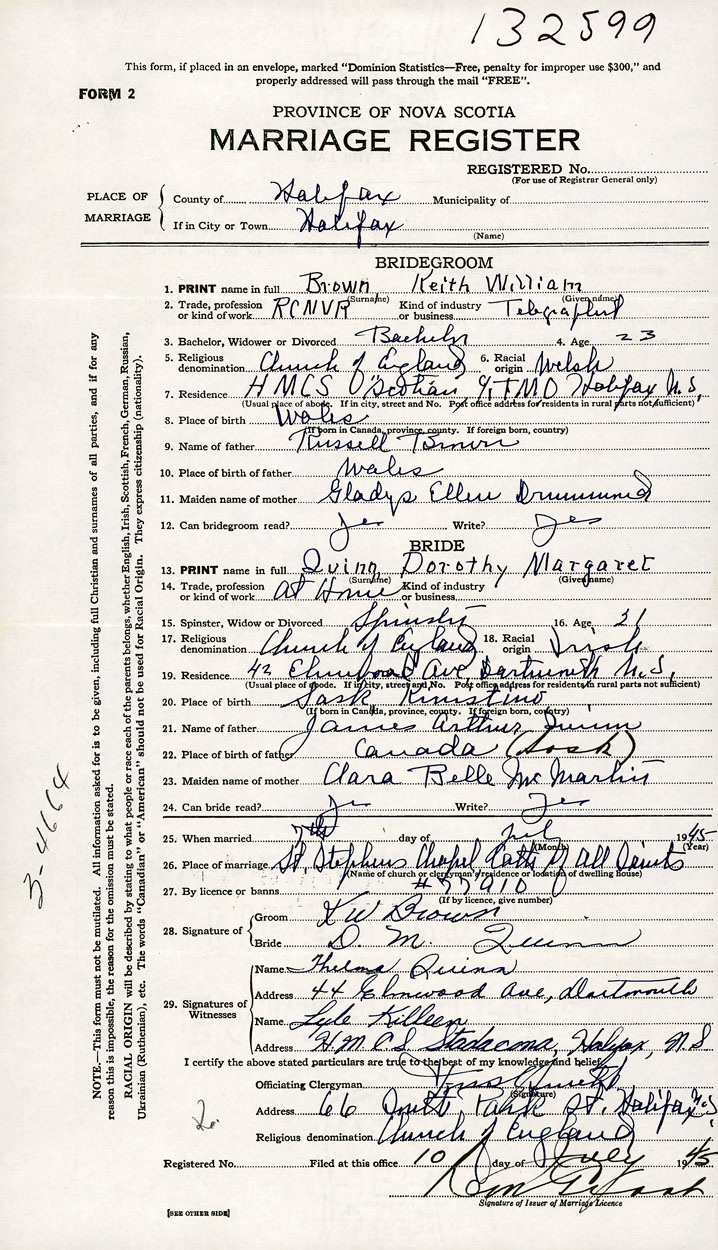 132599
This form, if placed in an envelope, marked “Dominion Statistics—Free, penalty for improper use $300,” and
properly addressed will pass through the mail “FREE”.
FORM 2
PROVINCE OF NOVA SCOTIA
MARRIAGE REGISTER
REGISTERED No.
(For use of Registrar General only)
PLACE OF MARRIAGE
County of Halifax Municipality of
If in City or Town Halifax
(Name)
BRIDEGROOM
1. PRINT name in full Brown, Keith William
(Surname) (Given name)
2. Trade, profession or kind of work RCNVR Kind of industry or business Telegraphist
3. Bachelor, Widower or Divorced Bachelor 4. Age 23
5. Religious denomination Church of England 6. Racial origin Welsh
7. Residence HMCS Scotian, FMO Halifax N.S.
(Usual place of abode. If in city, street and No. Post office address for residents in rural parts not sufficient)
8. Place of birth Wales
(If born in Canada, province, county. If foreign born, country)
9. Name of father Russell Brown
10. Place of birth of father Wales
11. Maiden name of mother Gladys Ellen Drummond
12. Can bridegroom read? Yes Write? Yes
BRIDE
13. PRINT name in full Quinn, Dorothy Margaret
(Surname) (Given name)
14. Trade, profession or kind of work At Home Kind of industry or business
15. Spinster, Widow or Divorced Spinster 16. Age 21
17. Religious denomination Church of England 18. Racial origin Irish
19. Residence Ave, Dartmouth N.S.
(Usual place of abode. If in city, street and No. Post office address for residents in rural parts not sufficient)
20. Place of birth Sask Kinistino
(If born in Canada, province, county. If foreign born, country)
21. Name of father James Arthur Quinn
22. Place of birth of father Canada (Sask)
23. Maiden name of mother Clara Belle McMartin
24. Can bride read? Yes Write? Yes
25. When married 7th day of July 1945
(Month) (Year)
26. Place of marriage St. Stephens Chapel Cath of All Saints
(Name of church or clergyman's residence or location of dwelling house)
27. By licence or banns #77910
(If by licence, give number)
28. Signature of
Groom K W Brown
Bride D. M. Quinn
29. Signatures of Witnesses
Name Thelma Quinn
Address 44 Elmwood Ave, Dartmouth
Name Lyle Killeen
Address H.M.C.S Stadacona, Halifax, N.S
I certify the above stated particulars are true to the best of my knowledge and belief.
Officiating Clergyman
(Signature)
Address 66 Park St. Halifax N.S
Religious denomination Church of England
Registered No. Filed at this office 10 day of July 1945
Signature of Issuer of Marriage Licence
[SEE OTHER SIDE]
NOTE.—This form must not be mutilated. All information asked for is to be given, including full Christian and surnames of all parties, and if for any
reason this is impossible, the reason for the omission must be stated.
RACIAL ORIGIN will be described by stating to what people or race each of the parents belongs, whether English, Irish, Scottish, French, German, Russian,
Ukrainian (Ruthenian), etc. The words “Canadian” or “American” should not be used for Racial Origin. They express citizenship (nationality).
3-4664
2.